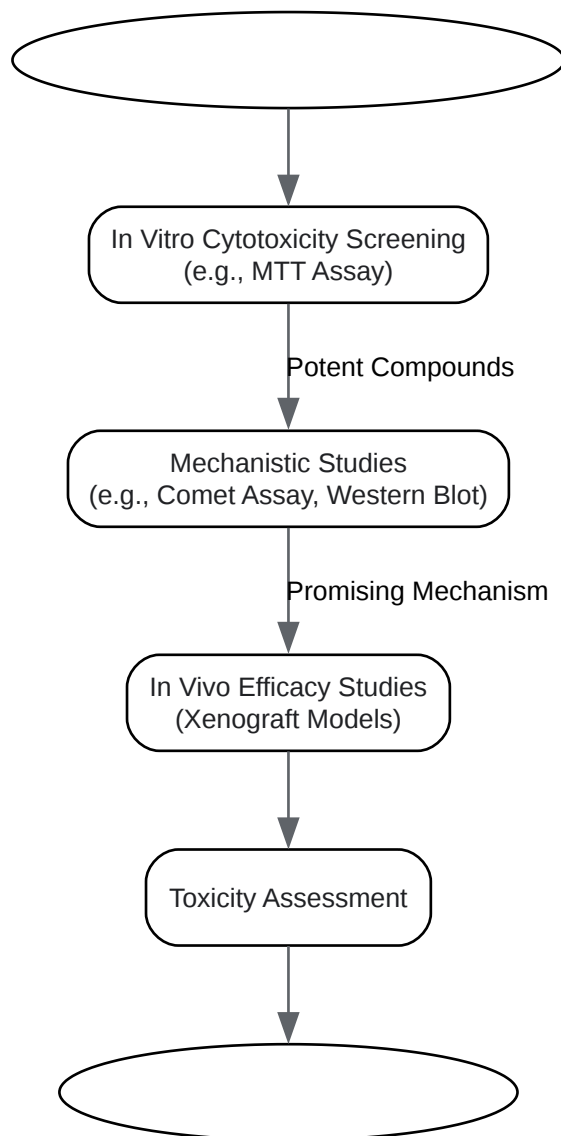 In Vitro Cytotoxicity Screening
(e.g., MTT Assay)
Potent Compounds
Mechanistic Studies
(e.g., Comet Assay, Western Blot)
Promising Mechanism
In Vivo Efficacy Studies
(Xenograft Models)
Toxicity Assessment